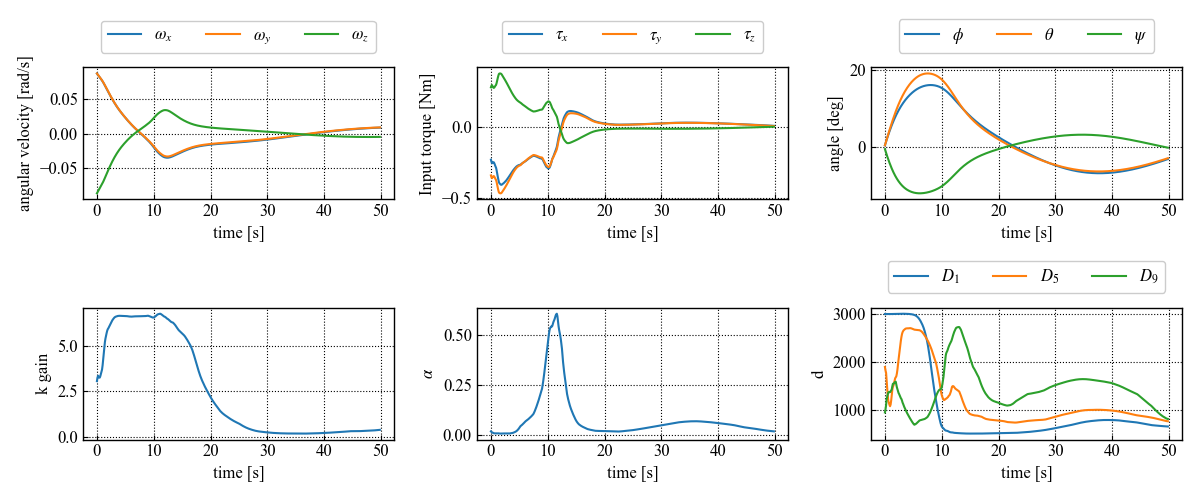 ωx ωy ωz
angular velocity [rad/s]
0.05
0.00
−0.05
0 10 20 30 40 50
time [s]
τx τy τz
Input torque [Nm]
0.0
−0.5
0 10 20 30 40 50
time [s]
ϕ θ ψ
angle [deg]
20
0
0 10 20 30 40 50
time [s]
k gain
5.0
2.5
0.0
0 10 20 30 40 50
time [s]
α
0.50
0.25
0.00
0 10 20 30 40 50
time [s]
D1 D5 D9
d
3000
2000
1000
0 10 20 30 40 50
time [s]